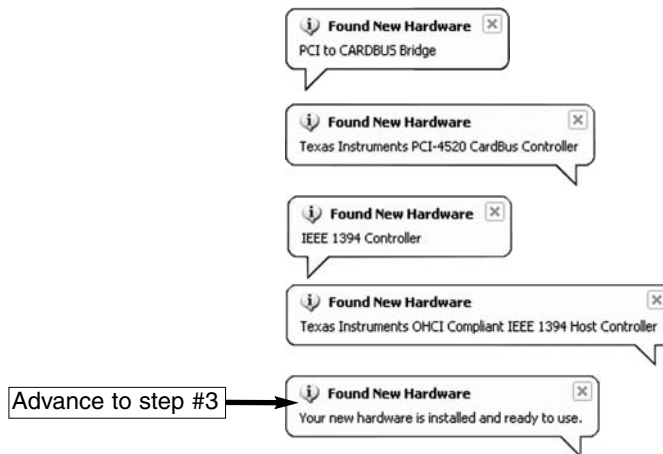 Found New Hardware
PCI to CARDBUS Bridge
Found New Hardware
Texas Instruments PCI-4520 CardBus Controller
Found New Hardware
IEEE 1394 Controller
Found New Hardware
Texas Instruments OHCI Compliant IEEE 1394 Host Controller
Advance to step #3
Found New Hardware
Your new hardware is installed and ready to use.